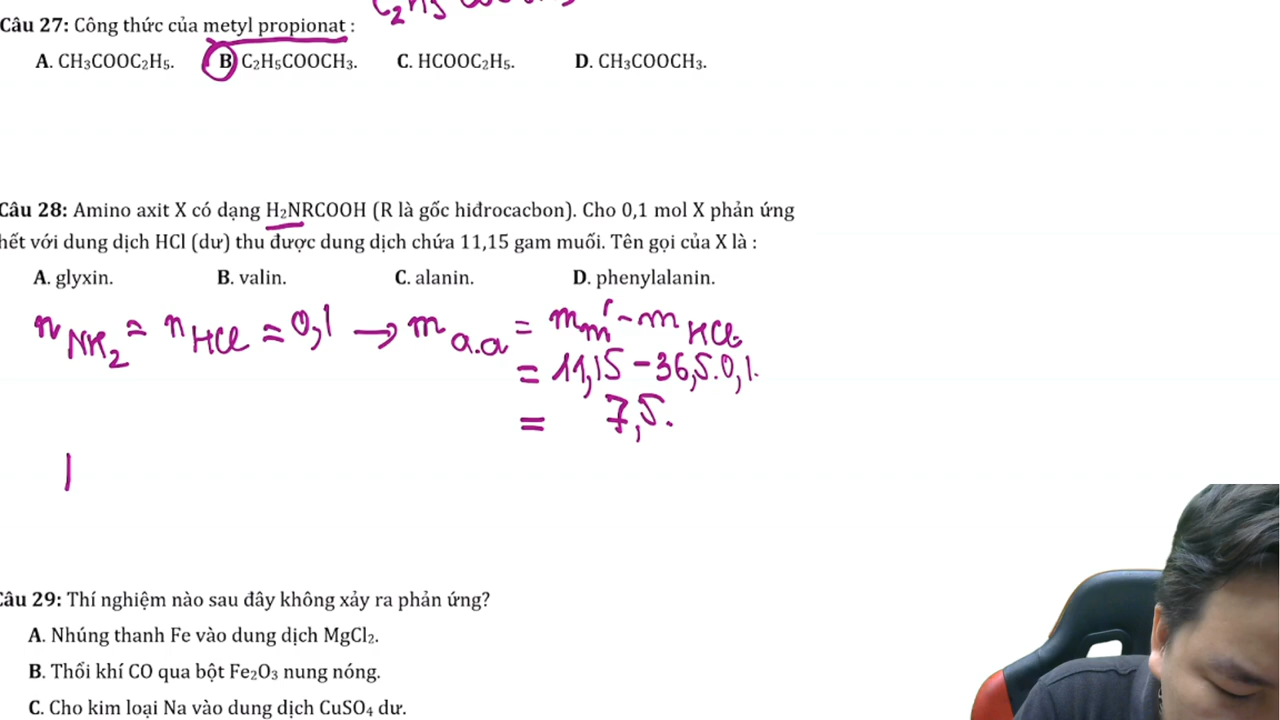 Câu 27: Công thức của metyl propionat :
A. CH₃COOC₂H₅. B. C₂H₅COOCH₃. C. HCOOC₂H₅. D. CH₃COOCH₃.
Câu 28: Amino axit X có dạng H₂NRCOOH (R là gốc hiđrocacbon). Cho 0,1 mol X phản ứng
hết với dung dịch HCl (dư) thu được dung dịch chứa 11,15 gam muối. Tên gọi của X là :
A. glyxin. B. valin. C. alanin. D. phenylalanin.
n NH₂ = n HCl = 0,1 → m a.a = m m' - m HCl
= 11,15 - 36,5.0,1.
= 7,5.
Câu 29: Thí nghiệm nào sau đây không xảy ra phản ứng?
A. Nhúng thanh Fe vào dung dịch MgCl₂.
B. Thổi khí CO qua bột Fe₂O₃ nung nóng.
C. Cho kim loại Na vào dung dịch CuSO₄ dư.